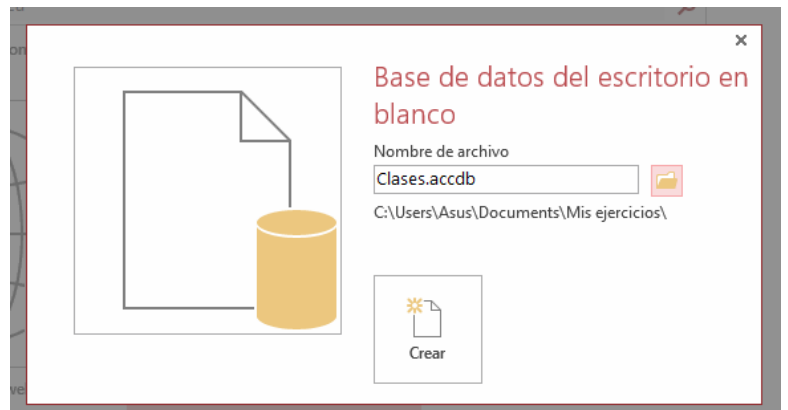 Base de datos del escritorio en
blanco
Nombre de archivo
Clases.accdb
C:\Users\Asus\Documents\Mis ejercicios\
Crear